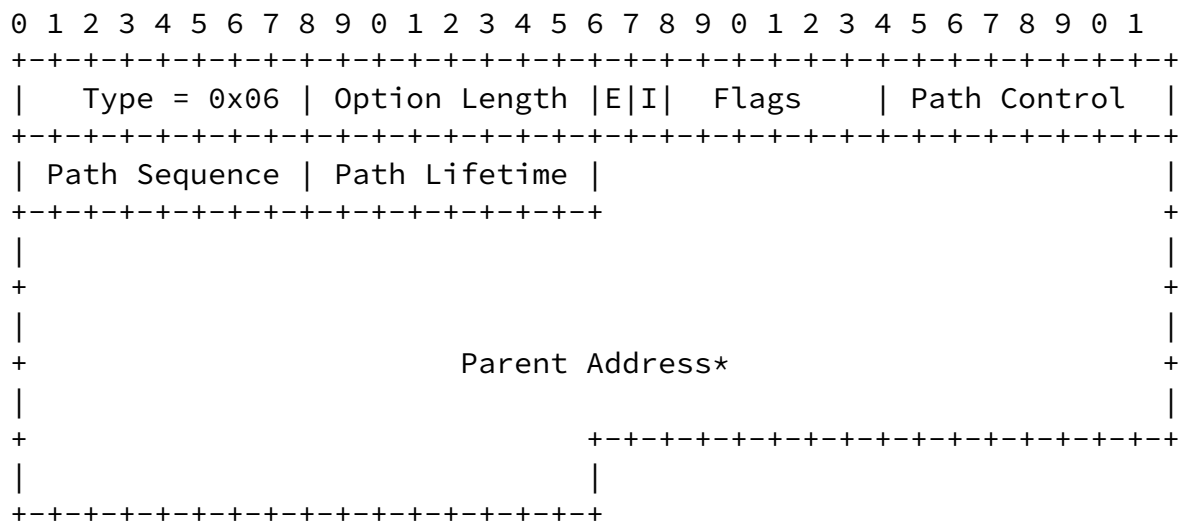 0 1 2 3 4 5 6 7 8 9 0 1 2 3 4 5 6 7 8 9 0 1 2 3 4 5 6 7 8 9 0 1
+-+-+-+-+-+-+-+-+-+-+-+-+-+-+-+-+-+-+-+-+-+-+-+-+-+-+-+-+-+-+-+-+
|   Type = 0x06 | Option Length |E|I|  Flags    | Path Control  |
+-+-+-+-+-+-+-+-+-+-+-+-+-+-+-+-+-+-+-+-+-+-+-+-+-+-+-+-+-+-+-+-+
| Path Sequence | Path Lifetime |                               |
+-+-+-+-+-+-+-+-+-+-+-+-+-+-+-+-+                               +
|                                                               |
+                                                               +
|                                                               |
+                        Parent Address*                        +
|                                                               |
+                               +-+-+-+-+-+-+-+-+-+-+-+-+-+-+-+-+
|                               |
+-+-+-+-+-+-+-+-+-+-+-+-+-+-+-+-+